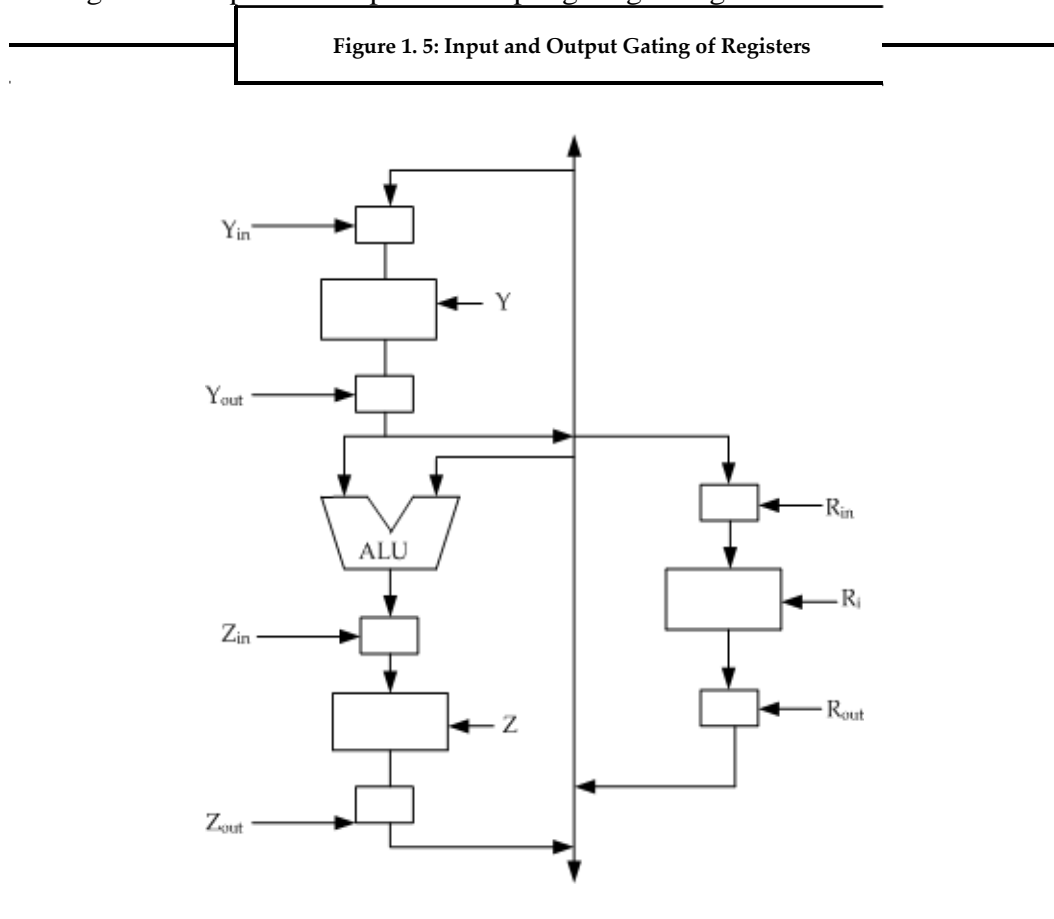 Figure 1. 5: Input and Output Gating of Registers
Yin
Y
Yout
Rin
ALU
Ri
Zin
Rout
Z
Zout